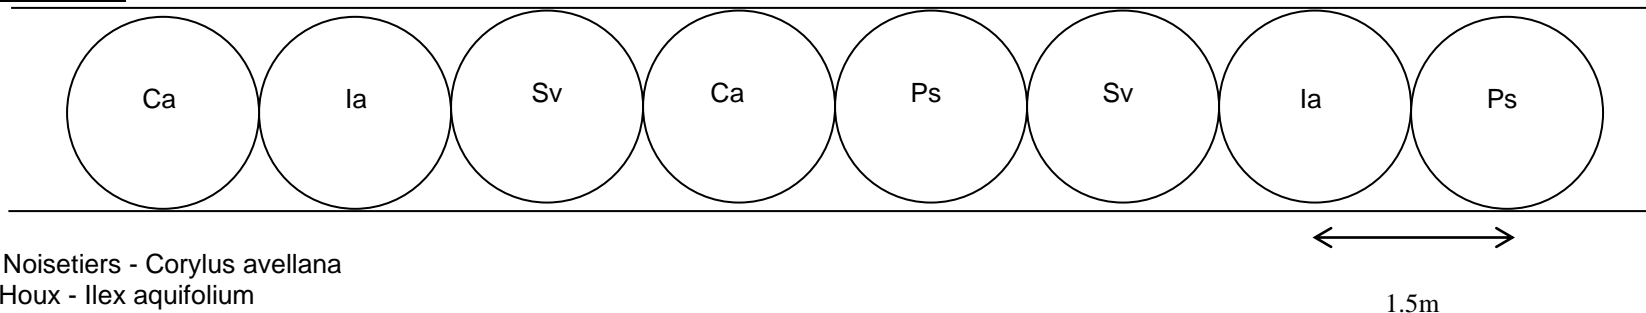 Ca Ia Sv Ca Ps Sv Ia Ps
Noisetiers - Corylus avellana
Houx - Ilex aquifolium
1.5m